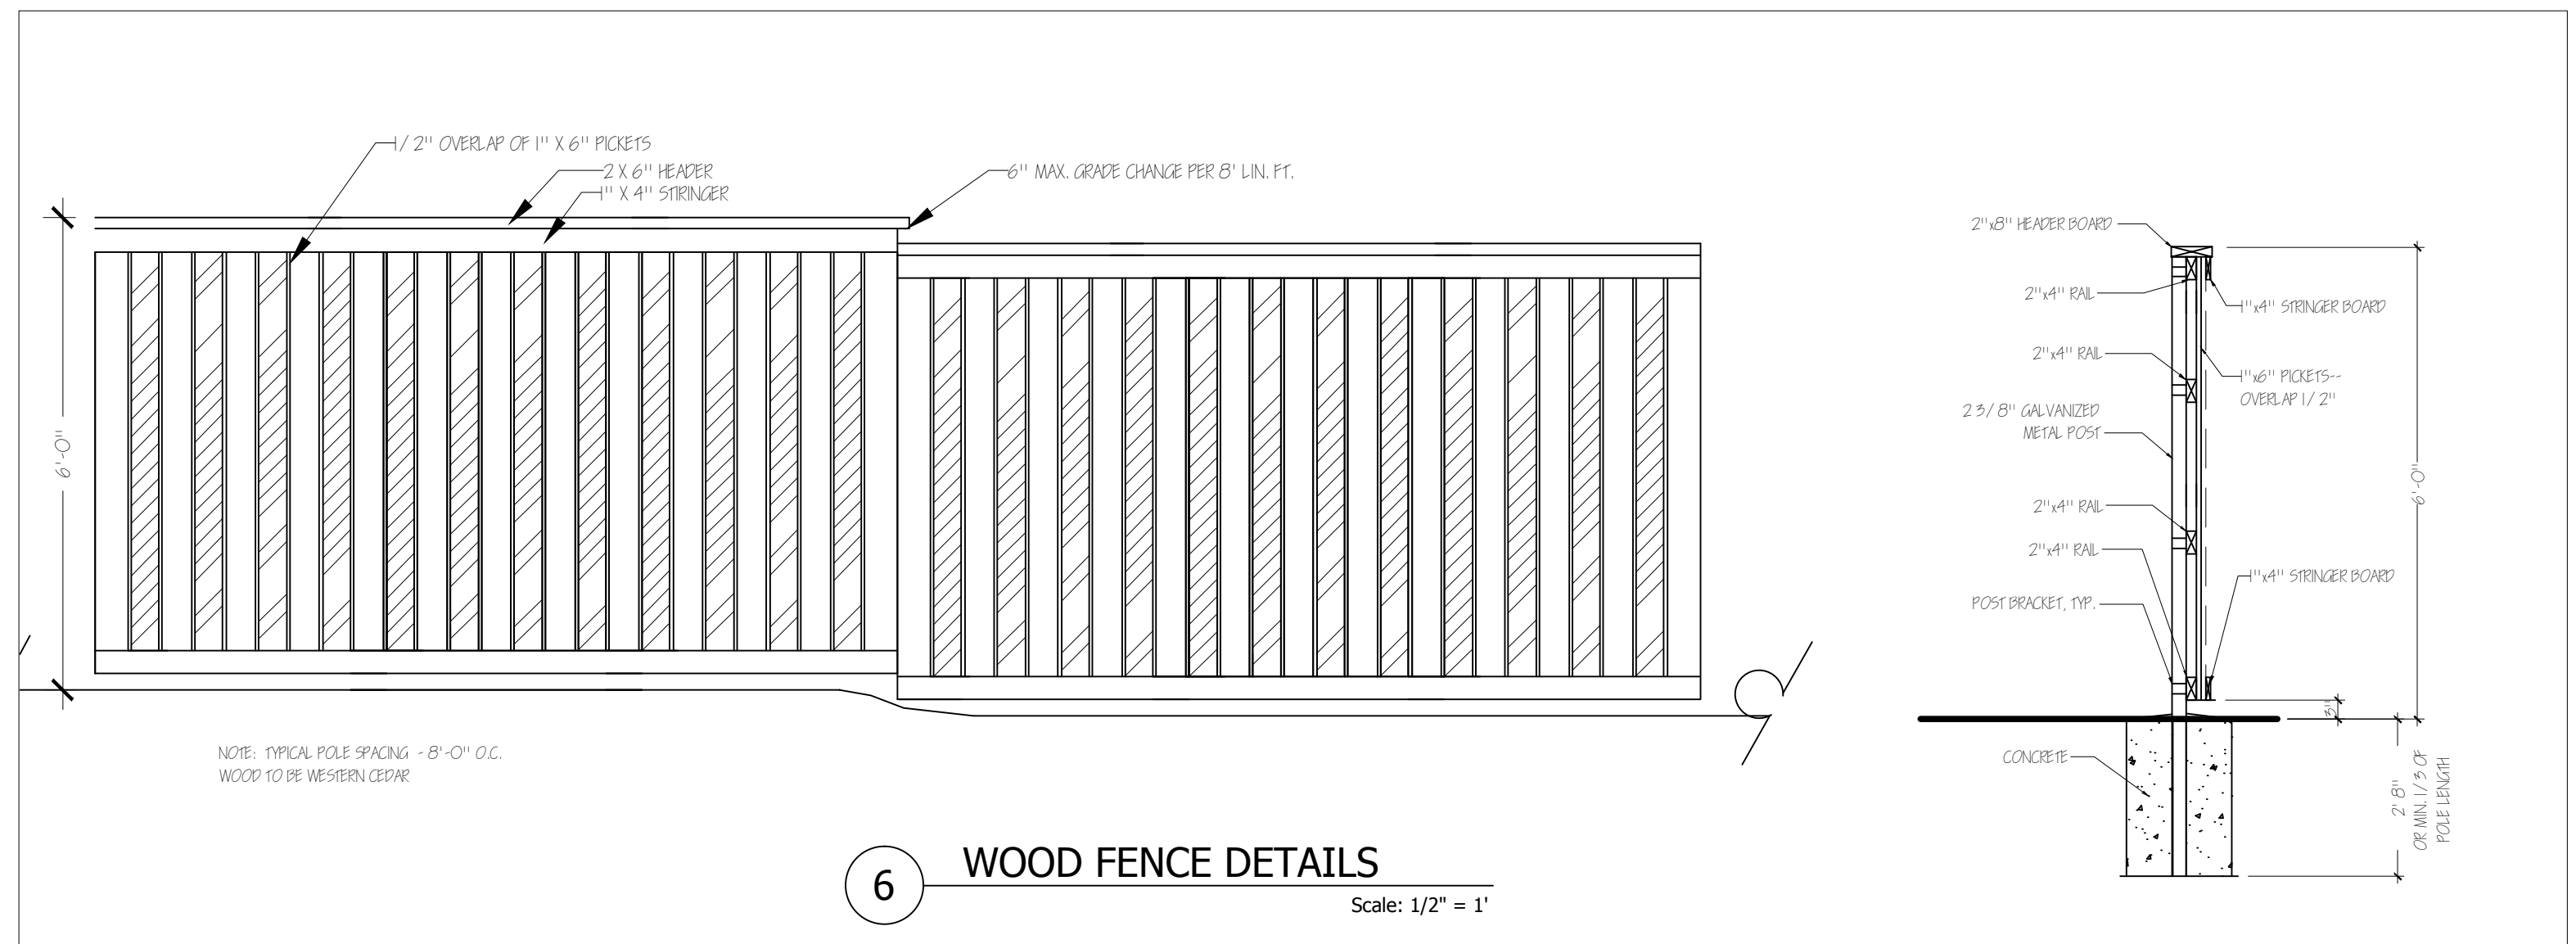 1/2" OVERLAP OF 1" X 6" PICKETS
2 X 6" HEADER
1" X 4" STIRINGER
6" MAX. GRADE CHANGE PER 8' LIN. FT.
6'-0"
NOTE: TYPICAL POLE SPACING - 8'-0" O.C.
WOOD TO BE WESTERN CEDAR
2"x8" HEADER BOARD
2"x4" RAIL
1"x4" STRINGER BOARD
2"x4" RAIL
1"x6" PICKETS--
OVERLAP 1/2"
2 3/8" GALVANIZED
METAL POST
6'-0"
2"x4" RAIL
2"x4" RAIL
1"x4" STRINGER BOARD
POST BRACKET, TYP.
3"
CONCRETE
2' 8"
OR MIN. 1/3 OF
POLE LENGTH
6
WOOD FENCE DETAILS
Scale: 1/2" = 1'